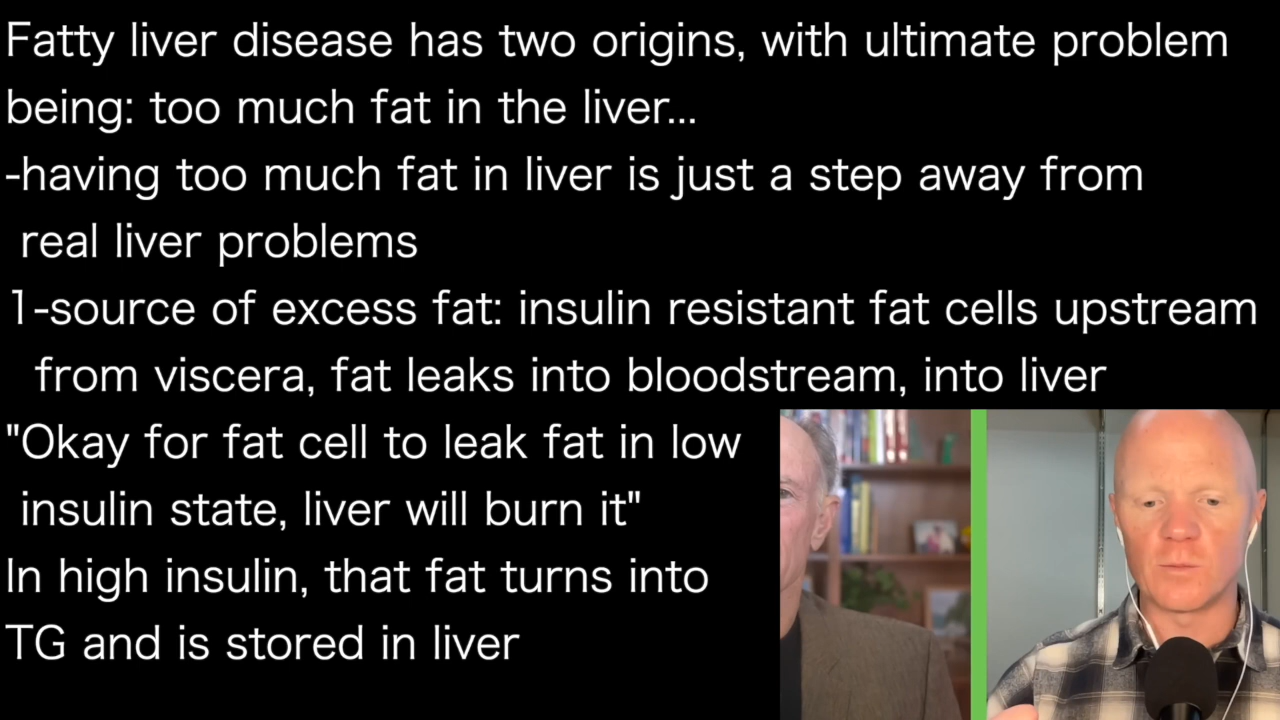 Fatty liver disease has two origins, with ultimate problem
being: too much fat in the liver...
-having too much fat in liver is just a step away from
real liver problems
1-source of excess fat: insulin resistant fat cells upstream
from viscera, fat leaks into bloodstream, into liver
"Okay for fat cell to leak fat in low
insulin state, liver will burn it"
In high insulin, that fat turns into
TG and is stored in liver